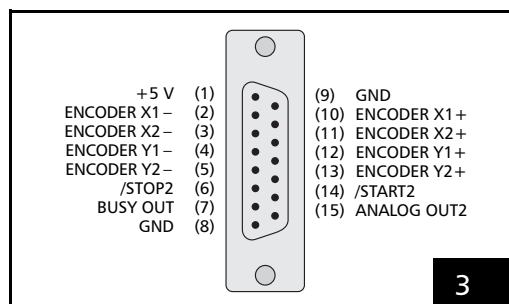 +5 V (1)
ENCODER X1− (2)
ENCODER X2− (3)
ENCODER Y1− (4)
ENCODER Y2− (5)
/STOP2 (6)
BUSY OUT (7)
GND (8)
(9) GND
(10) ENCODER X1+
(11) ENCODER X2+
(12) ENCODER Y1+
(13) ENCODER Y2+
(14) /START2
(15) ANALOG OUT2
3